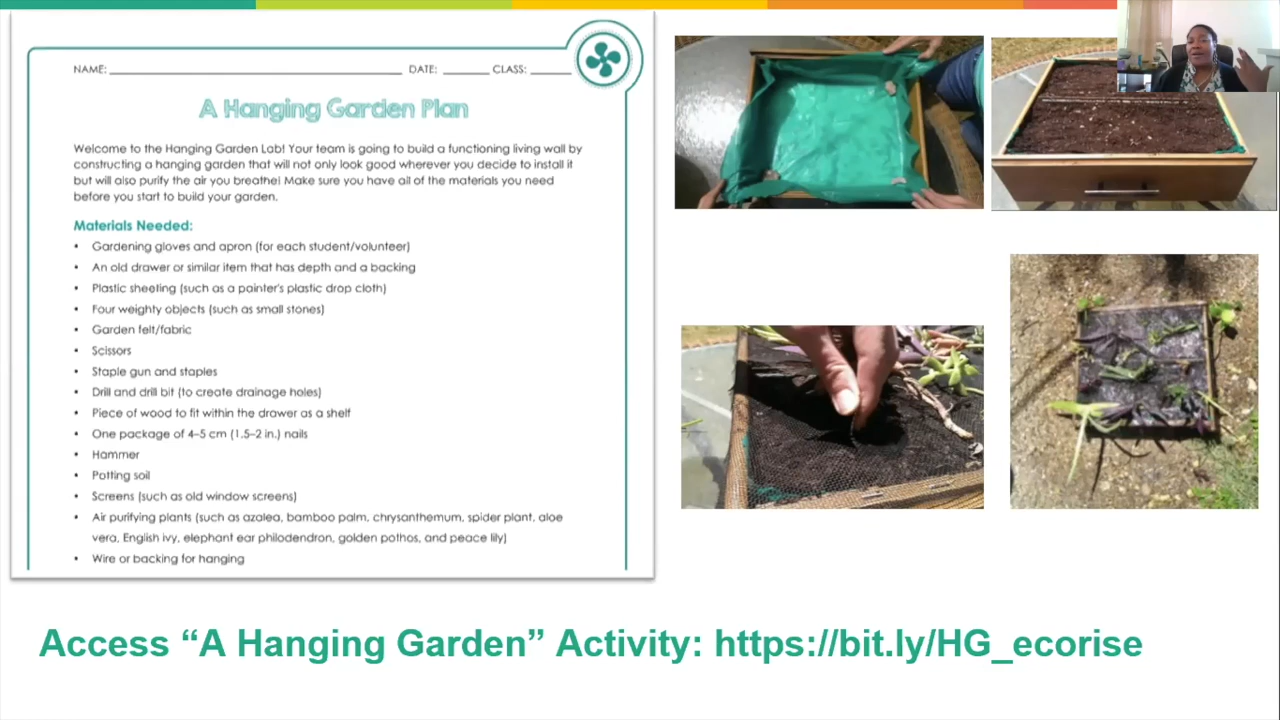 NAME: DATE: CLASS:
A Hanging Garden Plan
Welcome to the Hanging Garden Lab! Your team is going to build a functioning living wall by
constructing a hanging garden that will not only look good wherever you decide to install it
but will also purify the air you breathe! Make sure you have all of the materials you need
before you start to build your garden.
Materials Needed:
• Gardening gloves and apron (for each student/volunteer)
• An old drawer or similar item that has depth and a backing
• Plastic sheeting (such as a painter's plastic drop cloth)
• Four weighty objects (such as small stones)
• Garden felt/fabric
• Scissors
• Staple gun and staples
• Drill and drill bit (to create drainage holes)
• Piece of wood to fit within the drawer as a shelf
• One package of 4–5 cm (1.5–2 in.) nails
• Hammer
• Potting soil
• Screens (such as old window screens)
• Air purifying plants (such as azalea, bamboo palm, chrysanthemum, spider plant, aloe
vera, English ivy, elephant ear philodendron, golden pothos, and peace lily)
• Wire or backing for hanging
Access “A Hanging Garden” Activity: https://bit.ly/HG_ecorise